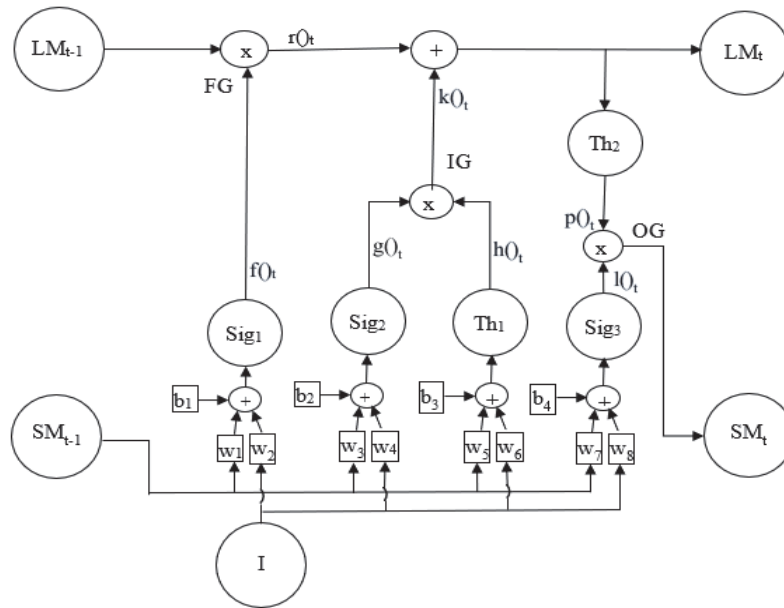 LMt-1
x
r()t
+
LMt
FG
k()t
Th2
IG
x
p()t
OG
x
f()t
g()t
h()t
l()t
Sig1
Sig2
Th1
Sig3
b1
+
b2
+
b3
+
b4
+
SMt-1
w1
w2
w3
w4
w5
w6
w7
w8
SMt
I